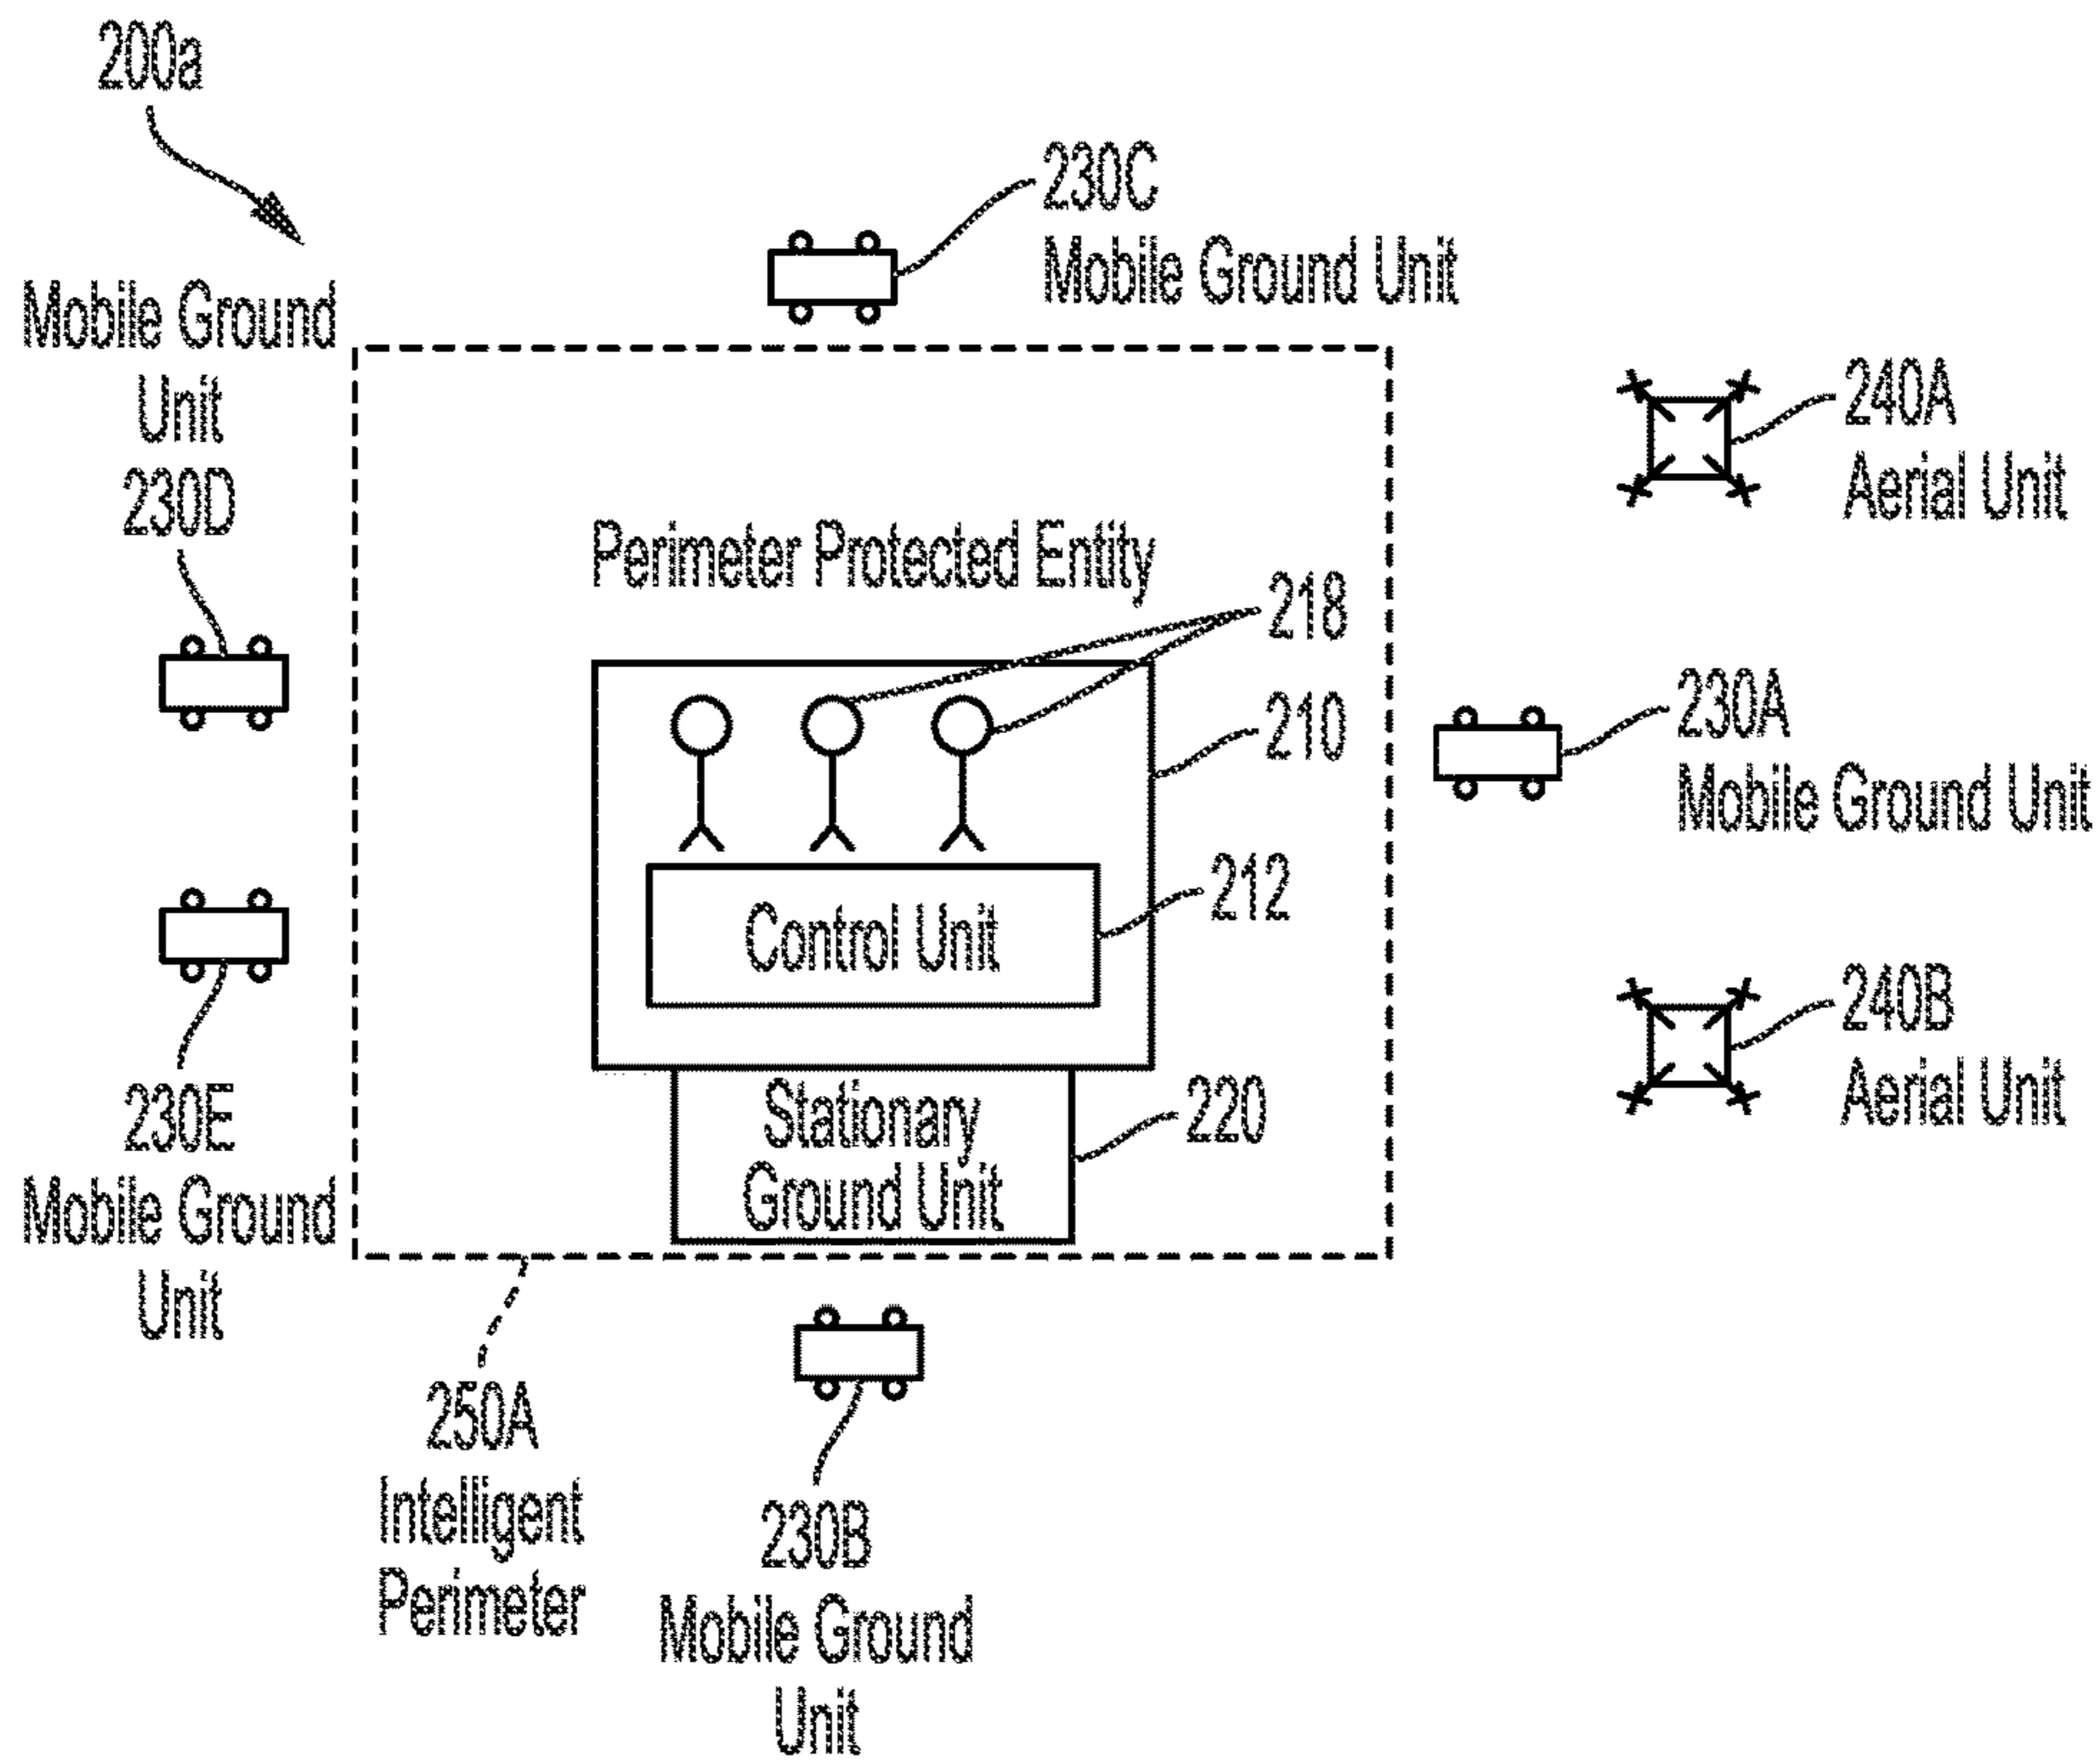 200a
230C
Mobile Ground Unit
Mobile Ground
Unit
230D
240A
Aerial Unit
Perimeter Protected Entity
218
210
230A
Mobile Ground Unit
212
Control Unit
240B
Aerial Unit
Stationary
Ground Unit
220
230E
Mobile Ground
Unit
250A
Intelligent
Perimeter
230B
Mobile Ground
Unit